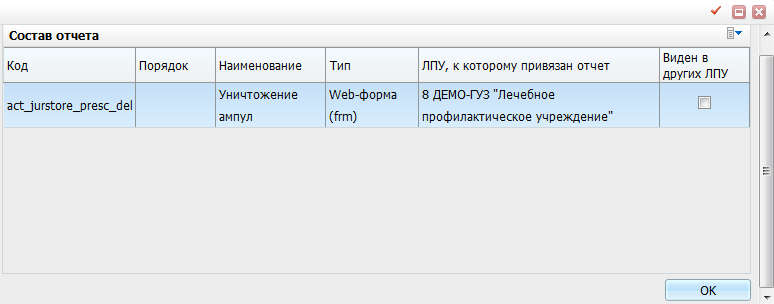 Состав отчета
Код Порядок Наименование Тип ЛПУ, к которому привязан отчет Виден в
других ЛПУ
act_jurstore_presc_del Уничтожение Web-форма 8 ДЕМО-ГУЗ "Лечебное
ампул (frm) профилактическое учреждение"
OK